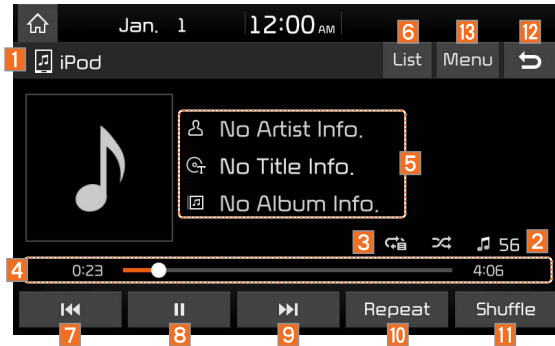 Jan. 1 12:00 AM
6 13 12
1 iPod List Menu
No Artist Info.
No Title Info. 5
No Album Info.
3 56 2
4 0:23 4:06
Repeat Shuffle
7 8 9 10 11